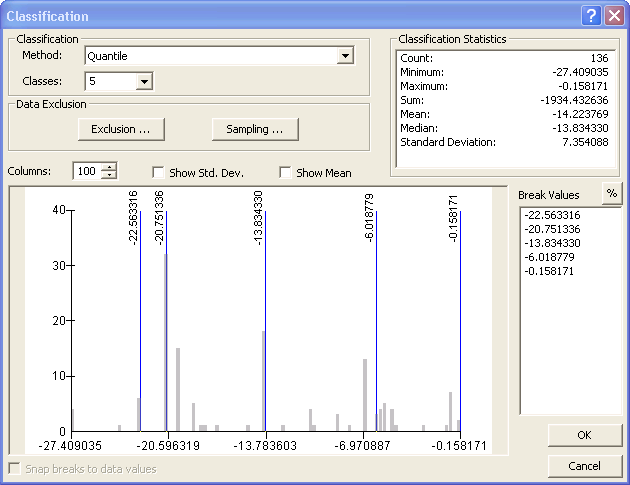 Classification
Classification
Method: Quantile
Classes: 5
Data Exclusion
Exclusion ...
Sampling ...
Classification Statistics
Count: 136
Minimum: -27.409035
Maximum: -0.158171
Sum: -1934.432636
Mean: -14.223769
Median: -13.834330
Standard Deviation: 7.354088
Columns: 100
Show Std. Dev.
Show Mean
Break Values
%
-22.563316
-20.751336
-13.834330
-6.018779
-0.158171
-22.563316
-20.751336
-13.834330
-6.018779
-0.158171
40
30
20
10
0
-27.409035
-20.596319
-13.783603
-6.970887
-0.158171
Snap breaks to data values
OK
Cancel